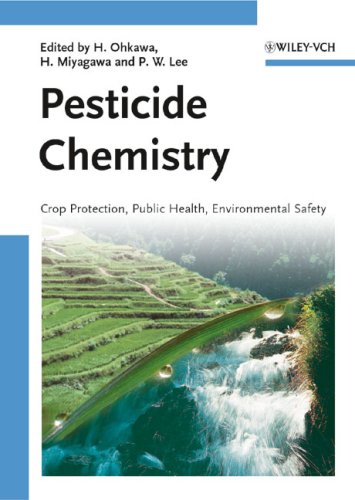 Edited by H. Ohkawa,
H. Miyagawa and P. W. Lee
WILEY-VCH
Pesticide
Chemistry
Crop Protection, Public Health, Environmental Safety